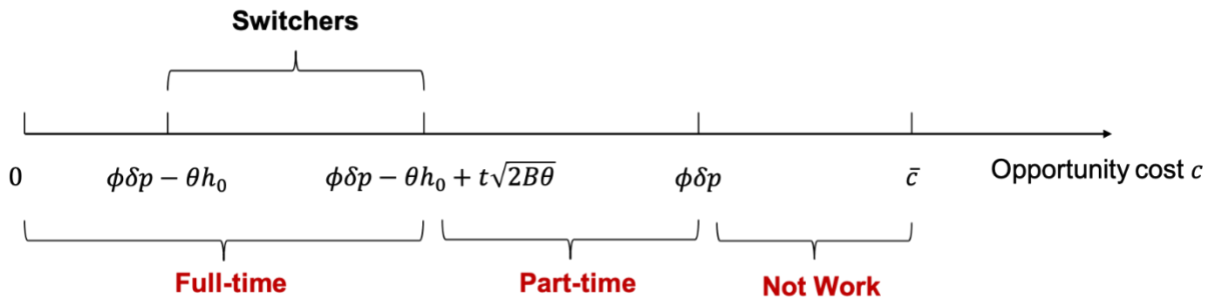 Switchers
0 ϕδp − θh₀ ϕδp − θh₀ + t√2Bθ ϕδp c̄ Opportunity cost c
Full-time Part-time Not Work